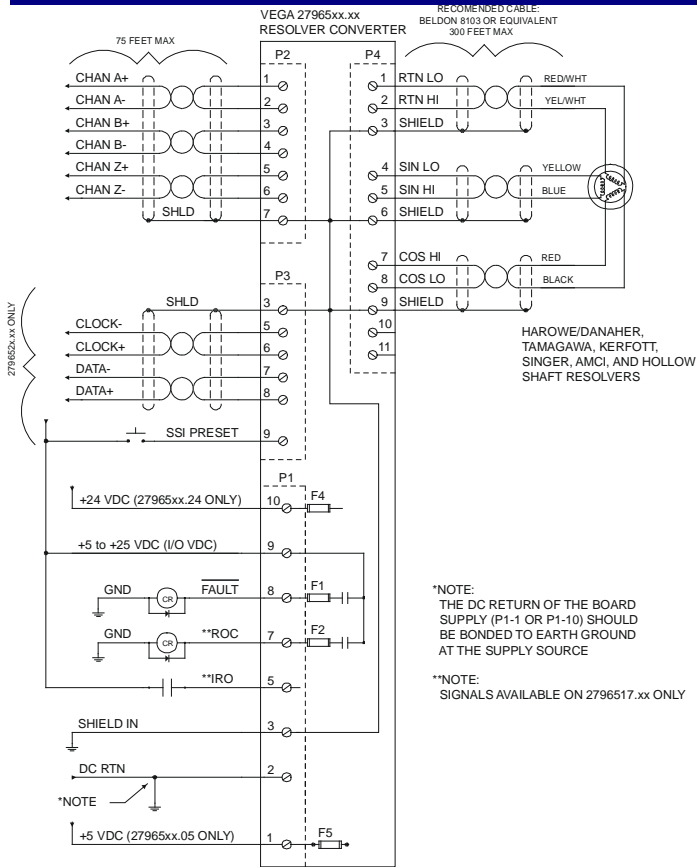 VEGA 27965xx.xx
RESOLVER CONVERTER
RECOMENDED CABLE:
BELDON 8103 OR EQUIVALENT
300 FEET MAX
75 FEET MAX
P2
P4
CHAN A+
1
1
RTN LO
RED/WHT
CHAN A-
2
2
RTN HI
YEL/WHT
CHAN B+
3
3
SHIELD
CHAN B-
4
CHAN Z+
5
4
SIN LO
YELLOW
CHAN Z-
6
5
SIN HI
BLUE
SHLD
7
6
SHIELD
7
COS HI
RED
P3
8
COS LO
BLACK
SHLD
3
9
SHIELD
279652x.xx ONLY
CLOCK-
5
10
CLOCK+
6
11
DATA-
7
DATA+
8
HAROWE/DANAHER,
TAMAGAWA, KERFOTT,
SINGER, AMCI, AND HOLLOW
SHAFT RESOLVERS
SSI PRESET
9
P1
+24 VDC (27965xx.24 ONLY)
10
F4
+5 to +25 VDC (I/O VDC)
9
GND
CR
FAULT
8
F1
GND
CR
**ROC
7
F2
**IRO
5
SHIELD IN
3
DC RTN
2
*NOTE
+5 VDC (27965xx.05 ONLY)
1
F5
*NOTE:
THE DC RETURN OF THE BOARD
SUPPLY (P1-1 OR P1-10) SHOULD
BE BONDED TO EARTH GROUND
AT THE SUPPLY SOURCE
**NOTE:
SIGNALS AVAILABLE ON 2796517.xx ONLY